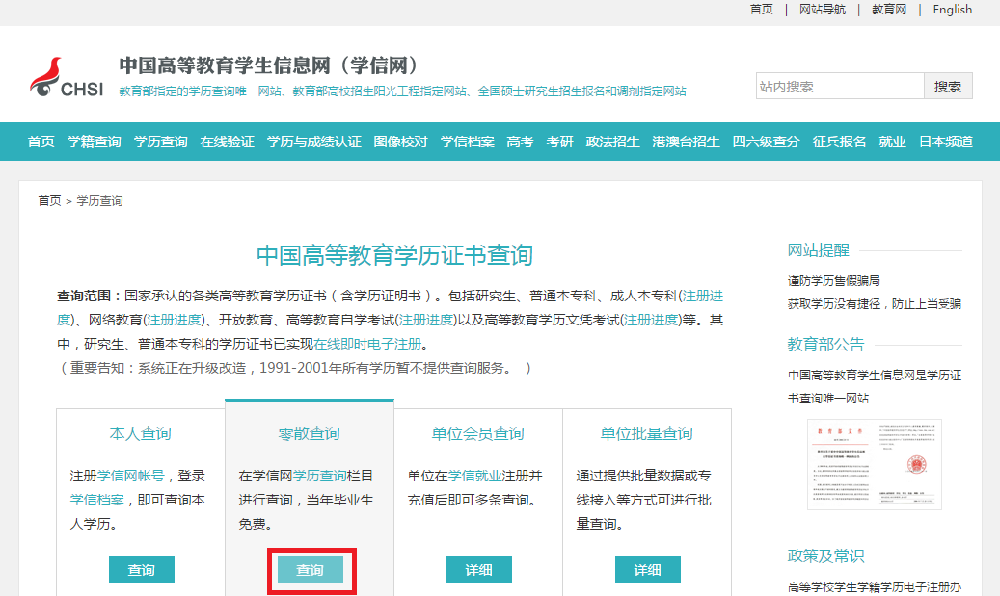 首页 | 网站导航 | 教育网 | English
CHSI
中国高等教育学生信息网（学信网）
教育部指定的学历查询唯一网站、教育部高校招生阳光工程指定网站、全国硕士研究生招生报名和调剂指定网站
站内搜索 搜索
首页 学籍查询 学历查询 在线验证 学历与成绩认证 图像校对 学信档案 高考 考研 政法招生 港澳台招生 四六级查分 征兵报名 就业 日本频道
首页 > 学历查询
中国高等教育学历证书查询
查询范围：国家承认的各类高等教育学历证书（含学历证明书）。包括研究生、普通本专科、成人本专科(注册进
度)、网络教育(注册进度)、开放教育、高等教育自学考试(注册进度)以及高等教育学历文凭考试(注册进度)等。其
中，研究生、普通本专科的学历证书已实现在线即时电子注册。
（重要告知：系统正在升级改造，1991-2001年所有学历暂不提供查询服务。 ）
本人查询
注册学信网帐号，登录
学信档案，即可查询本
人学历。
查询
零散查询
在学信网学历查询栏目
进行查询，当年毕业生
免费。
查询
单位会员查询
单位在学信就业注册并
充值后即可多条查询。
详细
单位批量查询
通过提供批量数据或专
线接入等方式可进行批
量查询。
详细
网站提醒
谨防学历售假骗局
获取学历没有捷径，防止上当受骗
教育部公告
中国高等教育学生信息网是学历证
书查询唯一网站
教育部文件
政策及常识
高等学校学生学籍学历电子注册办